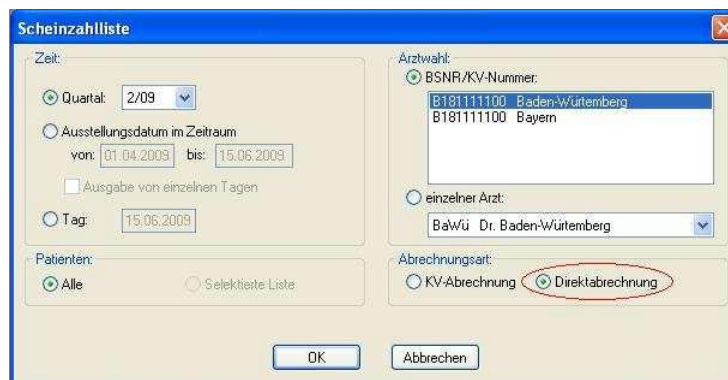 Scheinzahlliste
Zeit:
Quartal: 2/09
Ausstellungsdatum im Zeitraum
von: 01.04.2009 bis: 15.06.2009
Ausgabe von einzelnen Tagen
Tag: 15.06.2009
Patienten:
Alle Selektierte Liste
Arztwahl:
BSNR/KV-Nummer:
B181111100 Baden-Würtemberg
B181111100 Bayern
einzelner Arzt:
BaWü Dr. Baden-Würtemberg
Abrechnungsart:
KV-Abrechnung Direktabrechnung
OK Abbrechen